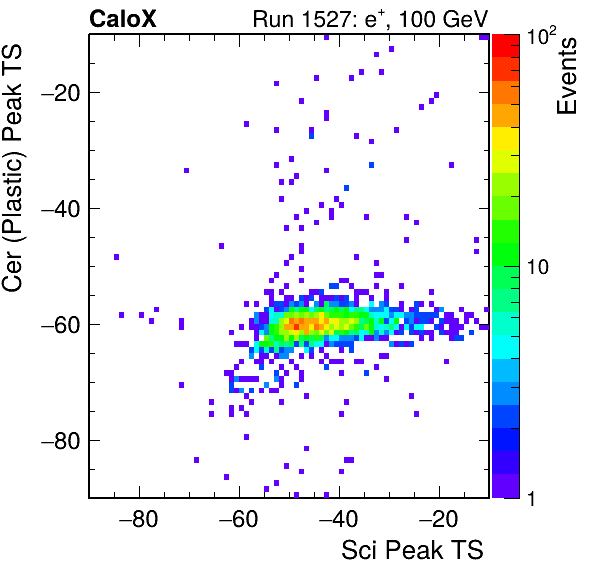 CaloX Run 1527: e⁺, 100 GeV
Cer (Plastic) Peak TS
−20
−40
−60
−80
−80 −60 −40 −20
Sci Peak TS
10²
10
1
Events